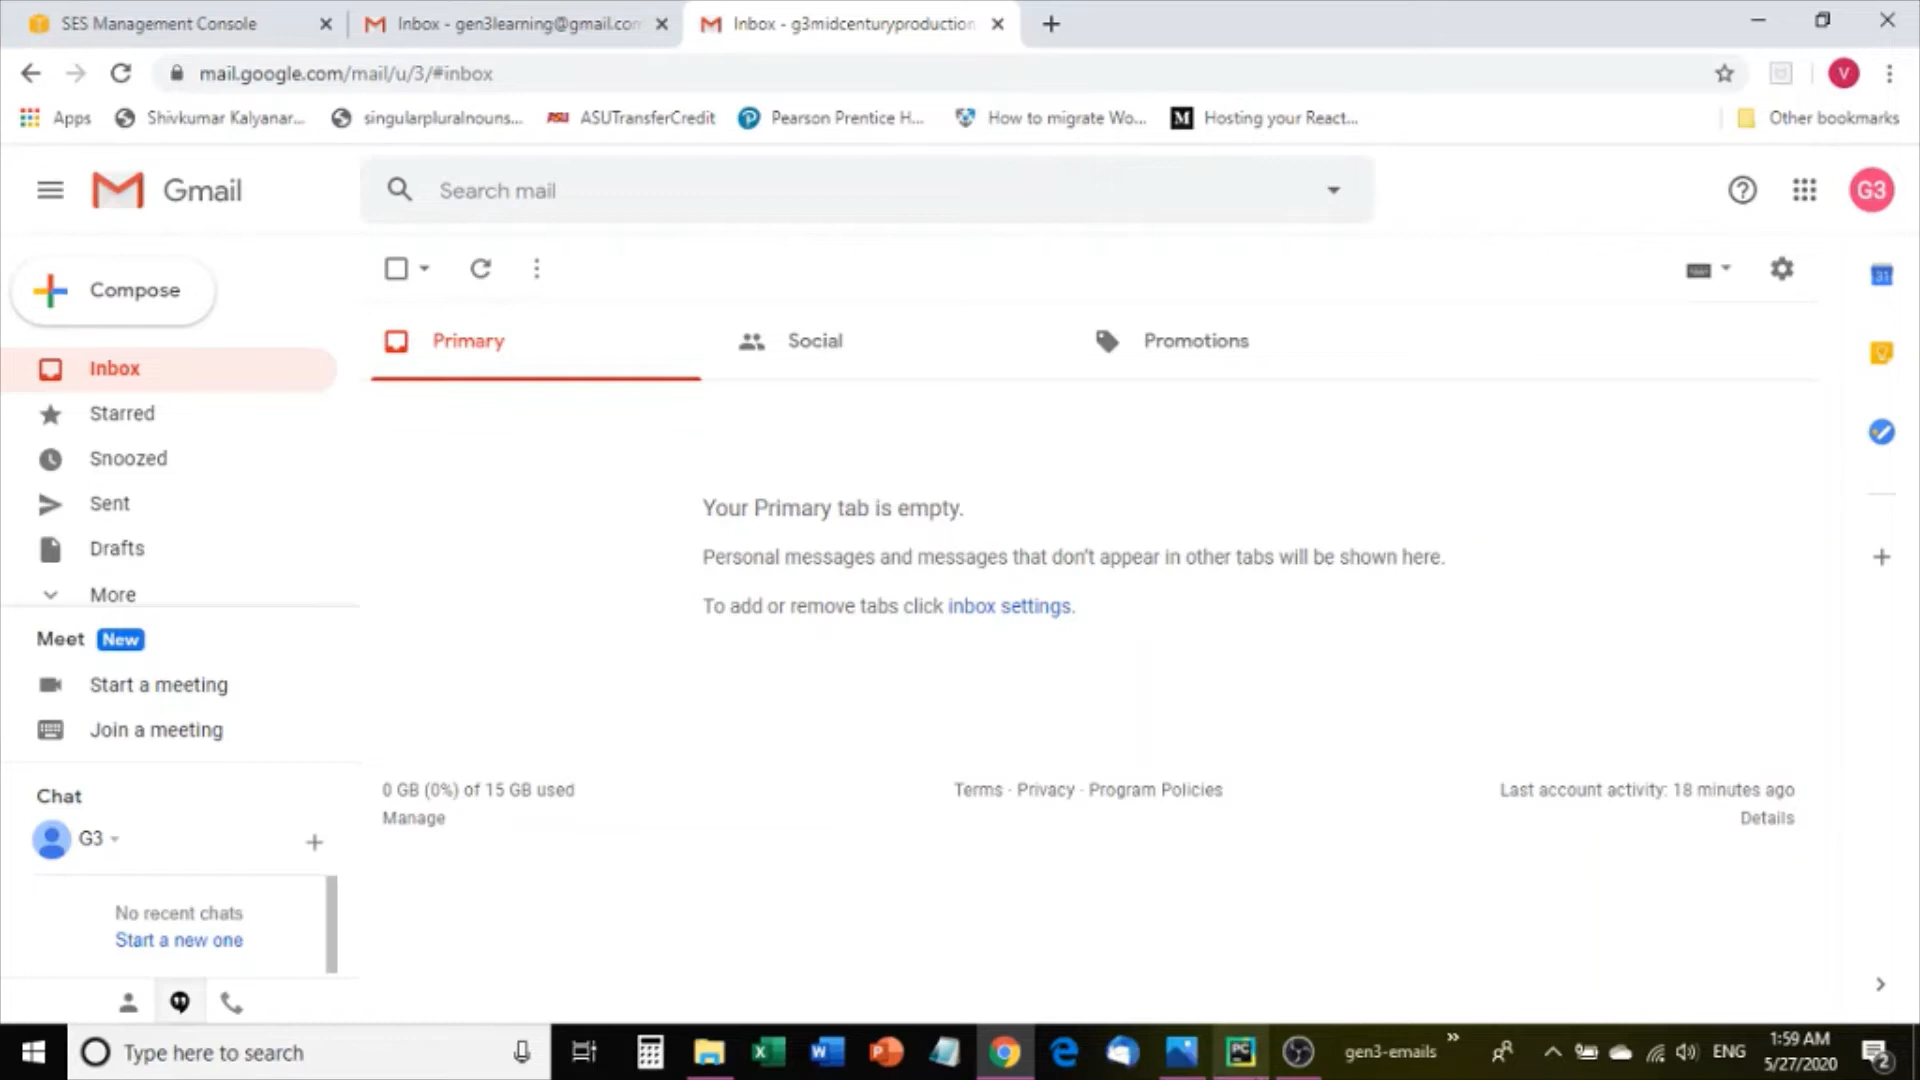 SES Management Console
Inbox - gen3learning@gmail.com
Inbox - g3midcenturyproduction
mail.google.com/mail/u/3/#inbox
V
Apps
Shivkumar Kalyanar...
singularpluralnouns...
ASU
ASUTransferCredit
Pearson Prentice H...
How to migrate Wo...
M
Hosting your React...
Other bookmarks
Gmail
Search mail
G3
Compose
31
Primary
Social
Promotions
Inbox
Starred
Snoozed
Sent
Drafts
More
Your Primary tab is empty.
Personal messages and messages that don't appear in other tabs will be shown here.
To add or remove tabs click inbox settings.
Meet New
Start a meeting
Join a meeting
0 GB (0%) of 15 GB used
Manage
Terms · Privacy · Program Policies
Last account activity: 18 minutes ago
Details
Chat
G3
No recent chats
Start a new one
Type here to search
gen3-emails
ENG
1:59 AM
5/27/2020
2